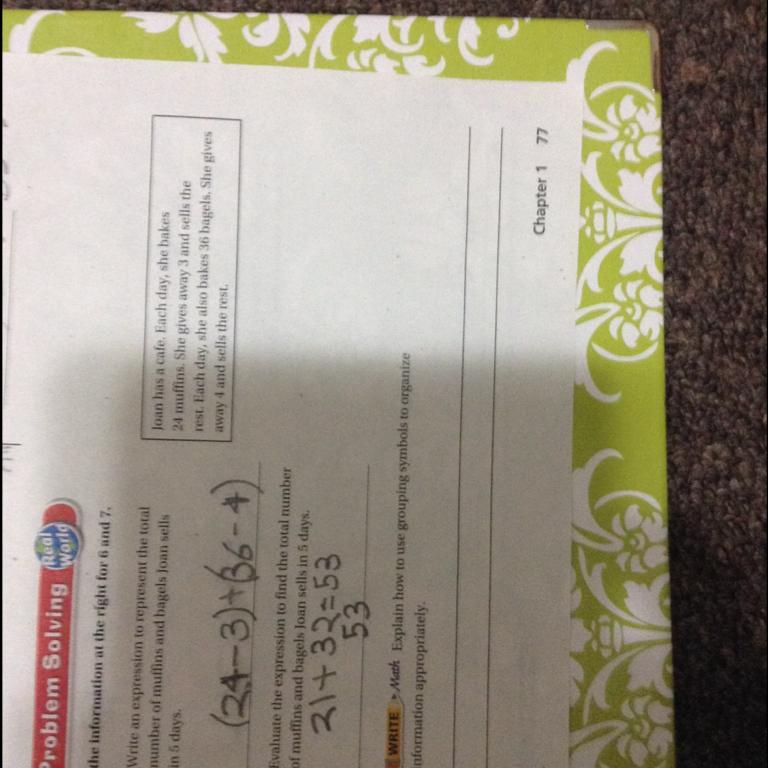 Problem Solving Real World
the information at the right for 6 and 7.
Write an expression to represent the total
number of muffins and bagels Joan sells
in 5 days.
(24-3)+(36-4)
Joan has a cafe. Each day, she bakes
24 muffins. She gives away 3 and sells the
rest. Each day, she also bakes 36 bagels. She gives
away 4 and sells the rest.
Evaluate the expression to find the total number
of muffins and bagels Joan sells in 5 days.
21+32=53
53
WRITE Math Explain how to use grouping symbols to organize
information appropriately.
Chapter 1 77